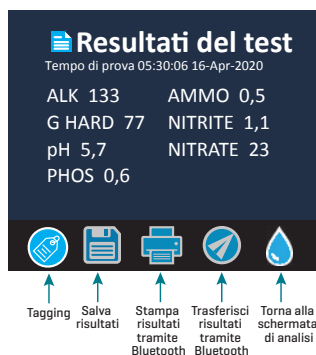 Resultati del test
Tempo di prova 05:30:06 16-Apr-2020
ALK 133 AMMO 0,5
G HARD 77 NITRITE 1,1
pH 5,7 NITRATE 23
PHOS 0,6
Tagging
Salva
risultati
Stampa
risultati
tramite
Bluetooth
Trasferisci
risultati
tramite
Bluetooth
Torna alla
schermata
di analisi